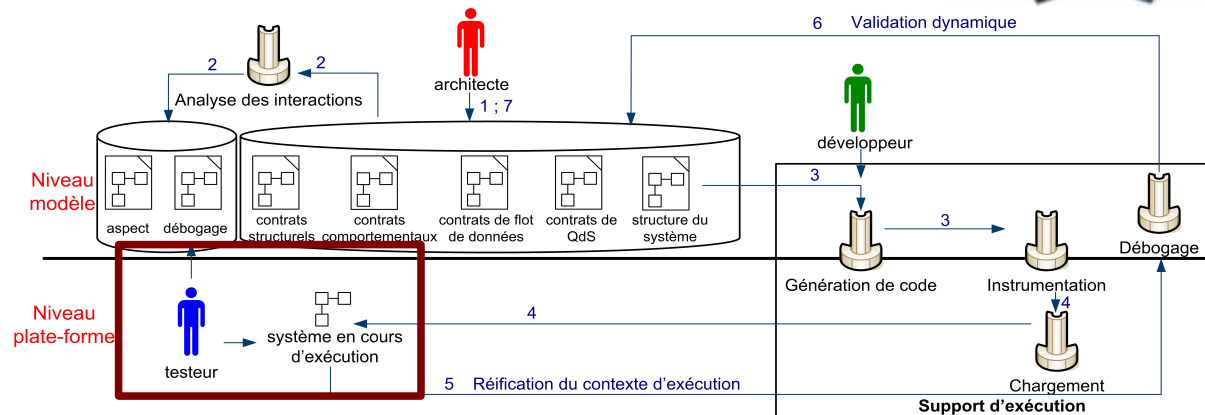 6 Validation dynamique
2
2
architecte
Analyse des interactions
1 ; 7
développeur
Niveau
modèle
3
aspect
débogage
contrats
structurels
contrats
comportementaux
contrats de flot
de données
contrats de
QdS
structure du
système
3
Débogage
Génération de code
Instrumentation
Niveau
plate-forme
4
4
système en cours
d'exécution
testeur
5 Réification du contexte d'exécution
Chargement
Support d'exécution